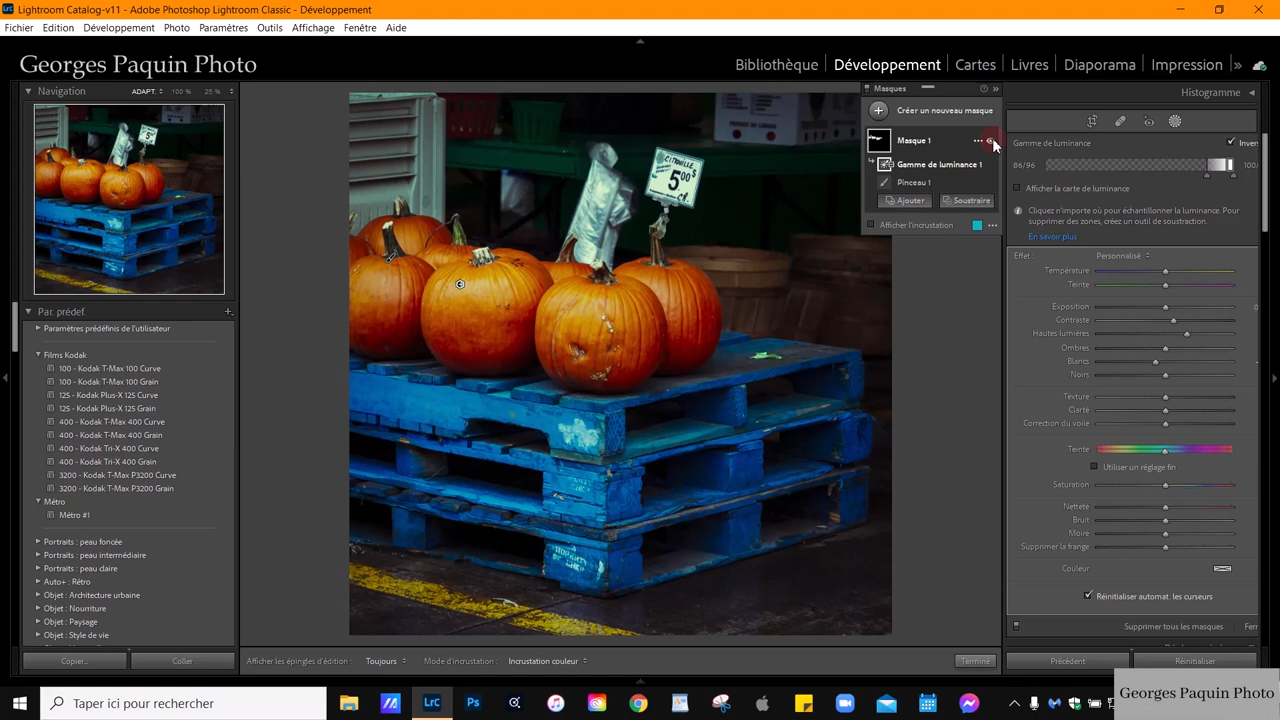 Lightroom Catalog-v11 - Adobe Photoshop Lightroom Classic - Développement
Fichier Edition Développement Photo Paramètres Outils Affichage Fenêtre Aide
Georges Paquin Photo
Bibliothèque Développement Cartes Livres Diaporama Impression
Navigation ADAPT. 100 % 25 %
Par. prédef.
Paramètres prédéfinis de l'utilisateur
Films Kodak
100 - Kodak T-Max 100 Curve
100 - Kodak T-Max 100 Grain
125 - Kodak Plus-X 125 Curve
125 - Kodak Plus-X 125 Grain
400 - Kodak T-Max 400 Curve
400 - Kodak T-Max 400 Grain
400 - Kodak Tri-X 400 Curve
400 - Kodak Tri-X 400 Grain
3200 - Kodak T-Max P3200 Curve
3200 - Kodak T-Max P3200 Grain
Métro
Métro #1
Portraits : peau foncée
Portraits : peau intermédiaire
Portraits : peau claire
Auto+ : Rétro
Objet : Architecture urbaine
Objet : Nourriture
Objet : Paysage
Objet : Style de vie
Copier... Coller
CITROUILLE
5.00$
Masques
Créer un nouveau masque
Masque 1
Gamme de luminance 1
Pinceau 1
Ajouter Soustraire
Afficher l'incrustation
Histogramme
Gamme de luminance Inver
86/96 100
Afficher la carte de luminance
Cliquez n'importe où pour échantillonner la luminance. Pour
supprimer des zones, créez un outil de soustraction.
En savoir plus
Effet : Personnalisé
Température
Teinte
Exposition
Contraste
Hautes lumières
Ombres
Blancs
Noirs
Texture
Clarté
Correction du voile
Teinte
Utiliser un réglage fin
Saturation
Netteté
Bruit
Moiré
Supprimer la frange
Couleur
Réinitialiser automat. les curseurs
Supprimer tous les masques Ferm
Précédent Réinitialiser
Afficher les épingles d'édition : Toujours Mode d'incrustation : Incrustation couleur Terminé
Taper ici pour rechercher
LrC
Ps
Georges Paquin Photo